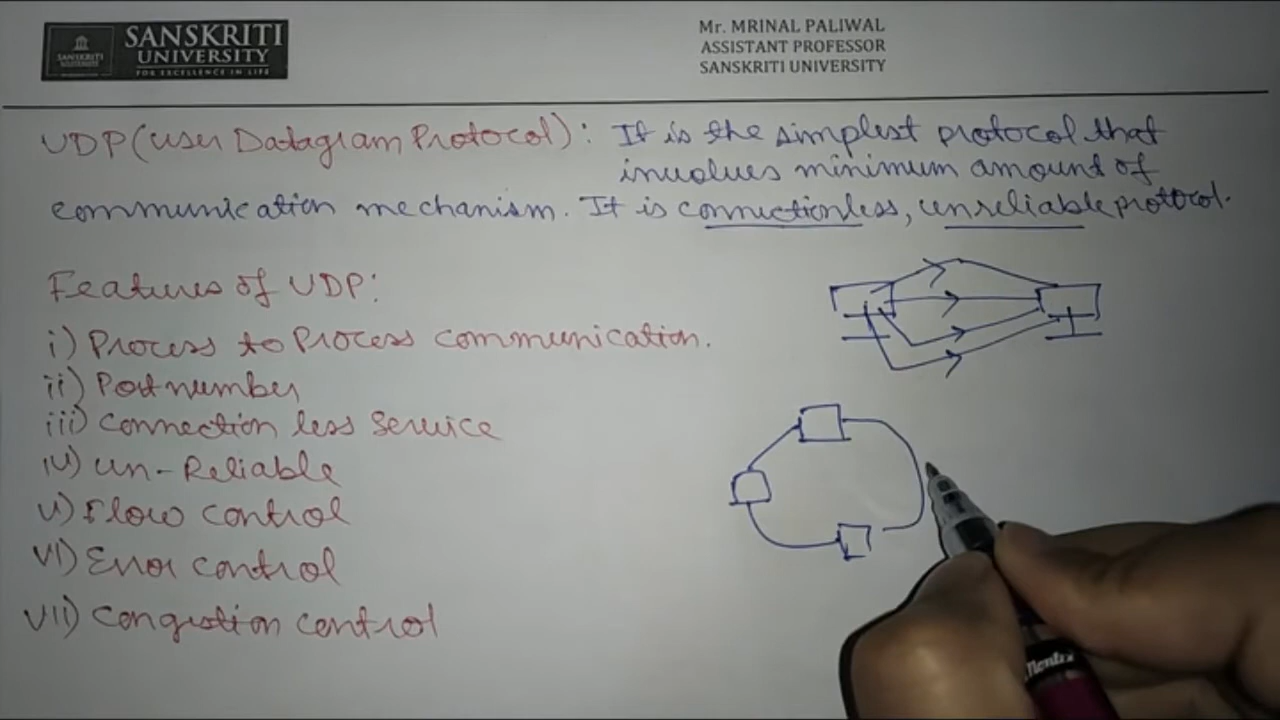 SANSKRITI
UNIVERSITY
FOR EXCELLENCE IN LIFE
SANSKRITI
Mr. MRINAL PALIWAL
ASSISTANT PROFESSOR
SANSKRITI UNIVERSITY
UDP (User Datagram Protocol) : It is the simplest protocol that
involves minimum amount of
communication mechanism. It is connectionless, unreliable protocol.
Features of UDP:
i) Process to Process communication.
ii) Port number
iii) Connection less Service
iv) Un-Reliable
v) Flow control
vi) Error control
vii) Congestion control